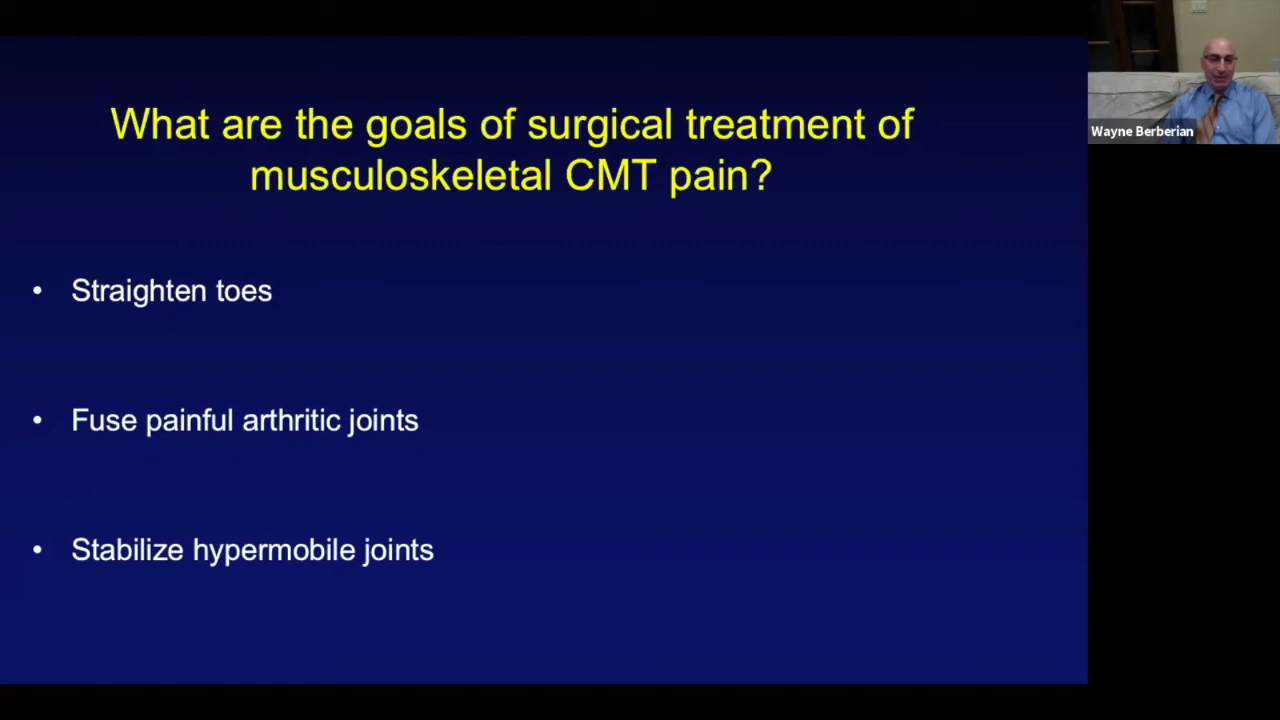 What are the goals of surgical treatment of
musculoskeletal CMT pain?
• Straighten toes
• Fuse painful arthritic joints
• Stabilize hypermobile joints
Wayne Berberian